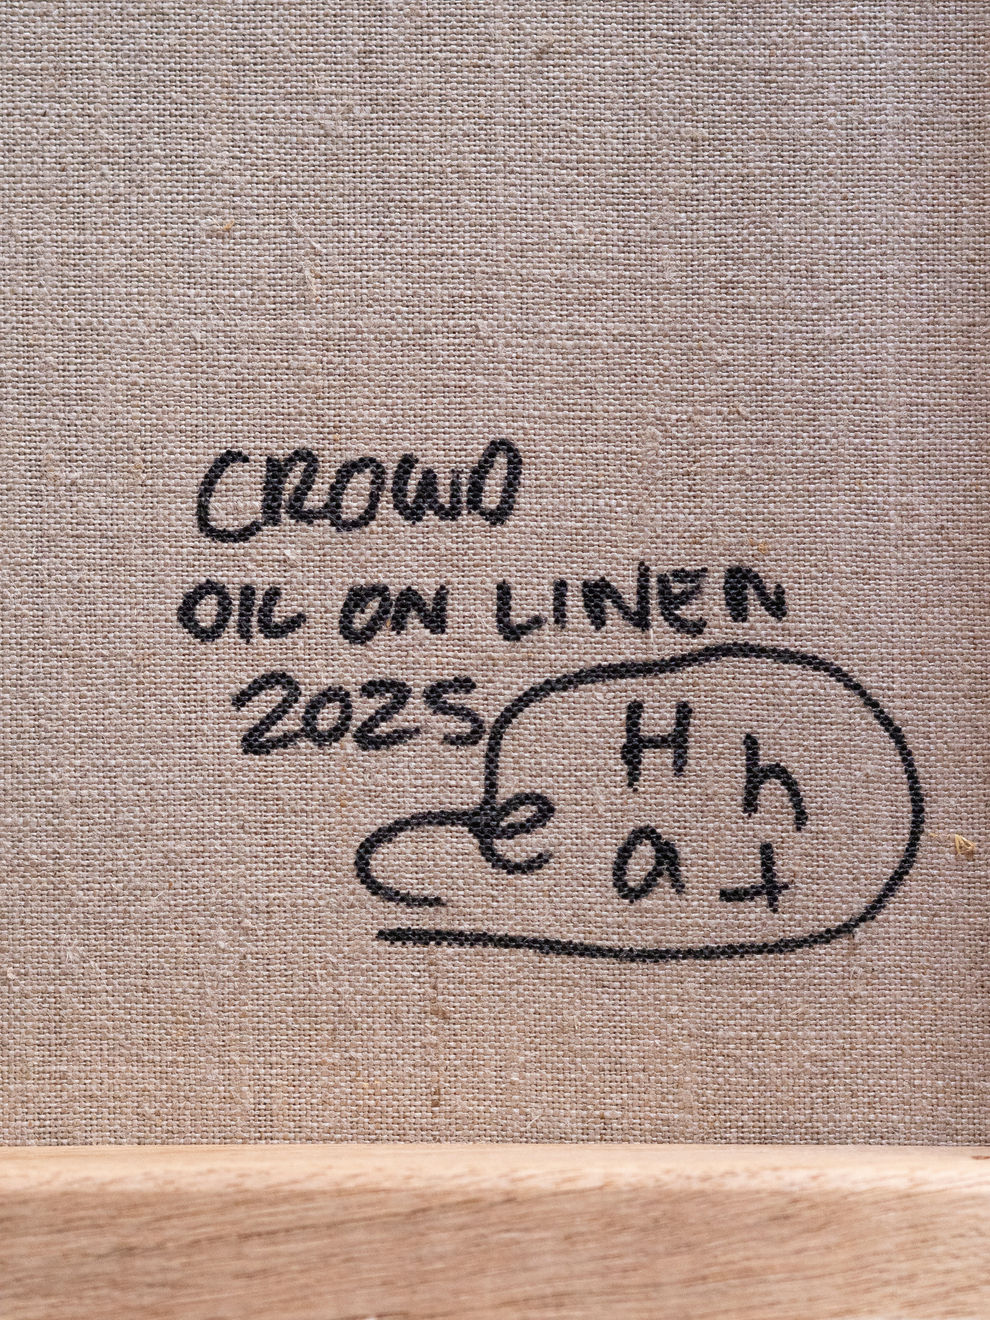 CROWD
OIL ON LINEN
2025
H h
e a t